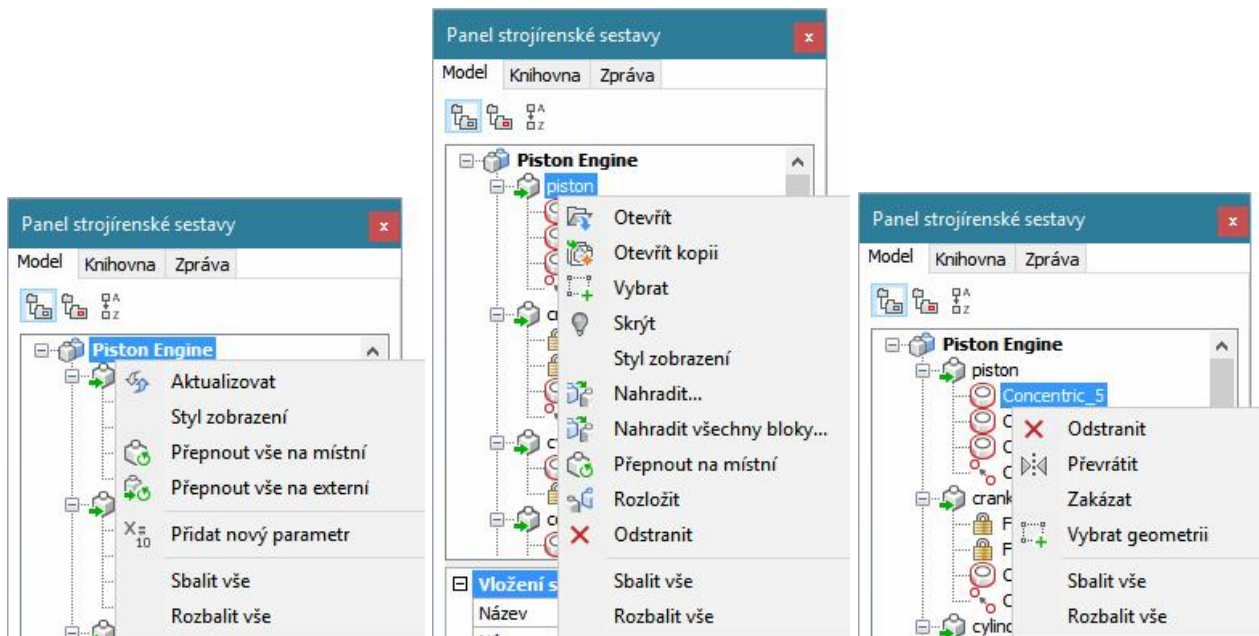 Panel strojírenské sestavy
x
Model Knihovna Zpráva
Piston Engine
Aktualizovat
Styl zobrazení
Přepnout vše na místní
Přepnout vše na externí
Přidat nový parametr
Sbalit vše
Rozbalit vše
Panel strojírenské sestavy
x
Model Knihovna Zpráva
Piston Engine
piston
Otevřít
Otevřít kopii
Vybrat
Skrýt
Styl zobrazení
Nahradit...
Nahradit všechny bloky...
Přepnout na místní
Rozložit
Odstranit
Sbalit vše
Rozbalit vše
Vložení s
Název
Panel strojírenské sestavy
x
Model Knihovna Zpráva
Piston Engine
piston
Concentric_5
Odstranit
Převrátit
Zakázat
Vybrat geometrii
Sbalit vše
Rozbalit vše
crank
cylind